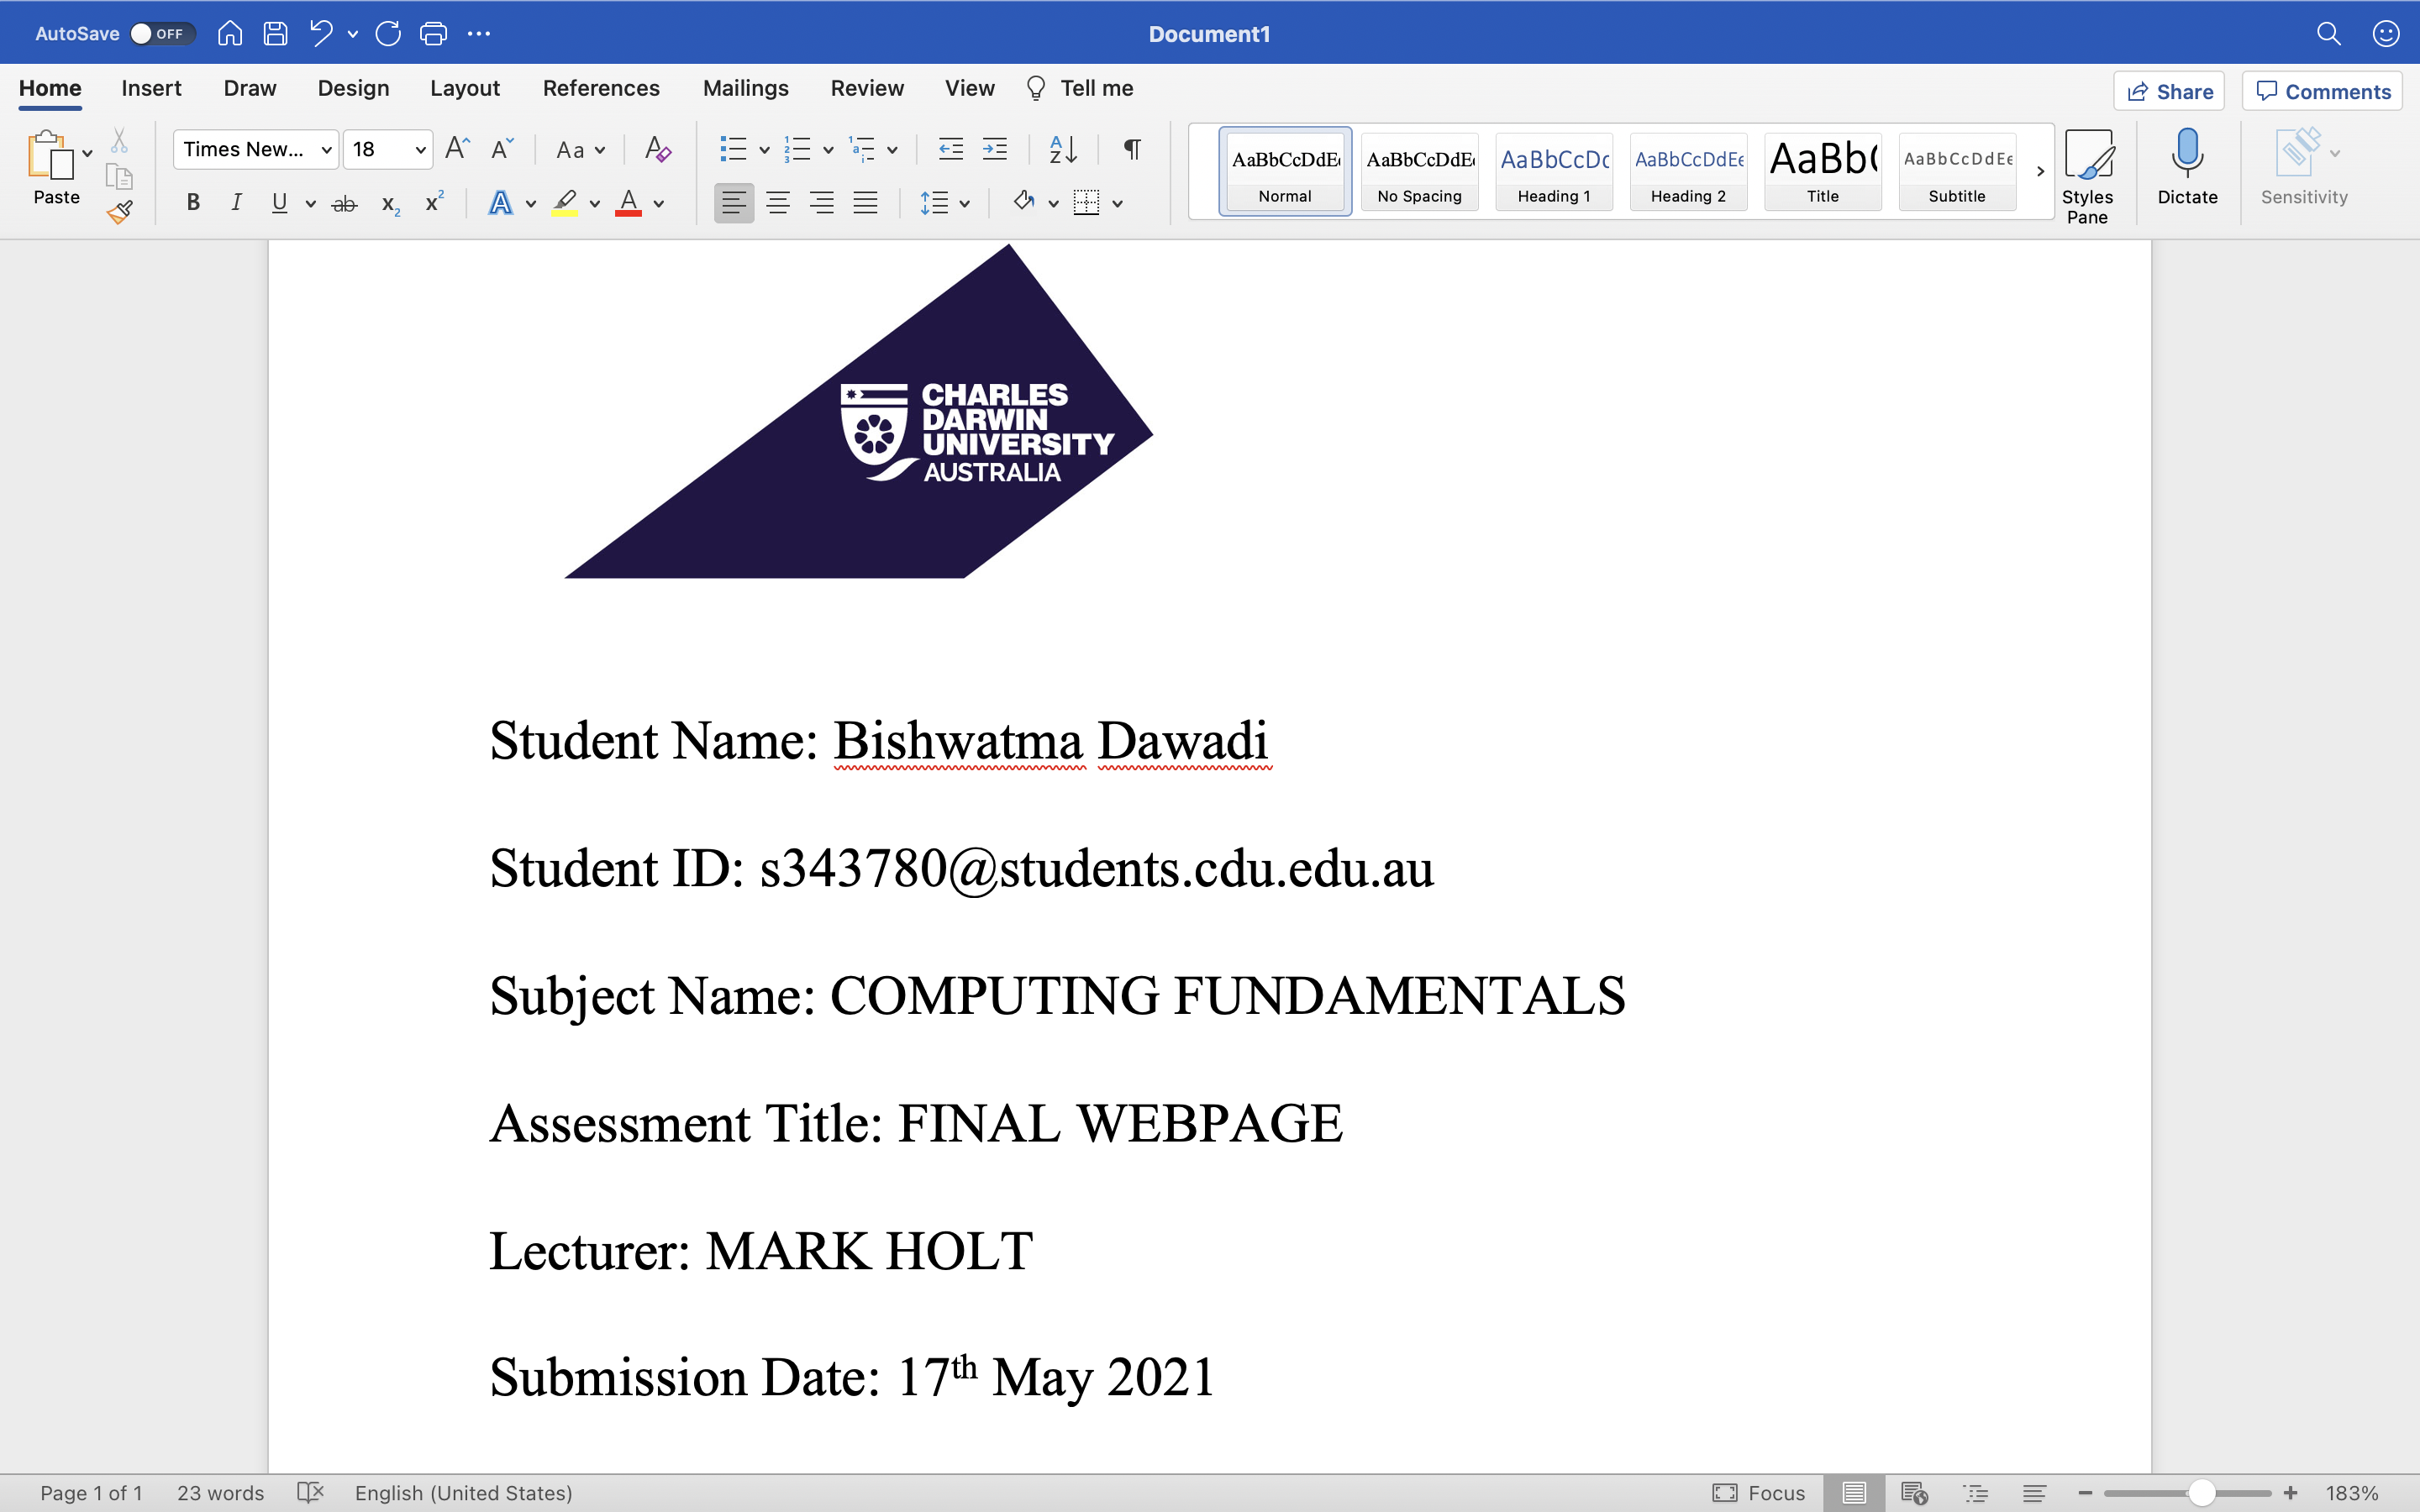 AutoSave OFF Document1
Home Insert Draw Design Layout References Mailings Review View Tell me Share Comments
Paste Times New... 18 Aa AaBbCcDdEe AaBbCcDdEe AaBbCcDc AaBbCcDdEe AaBb( AaBbCcDdEe
Normal No Spacing Heading 1 Heading 2 Title Subtitle Styles Pane Dictate Sensitivity
CHARLES
DARWIN
UNIVERSITY
AUSTRALIA
Student Name: Bishwatma Dawadi
Student ID: s343780@students.cdu.edu.au
Subject Name: COMPUTING FUNDAMENTALS
Assessment Title: FINAL WEBPAGE
Lecturer: MARK HOLT
Submission Date: 17th May 2021
Page 1 of 1 23 words English (United States) Focus 183%